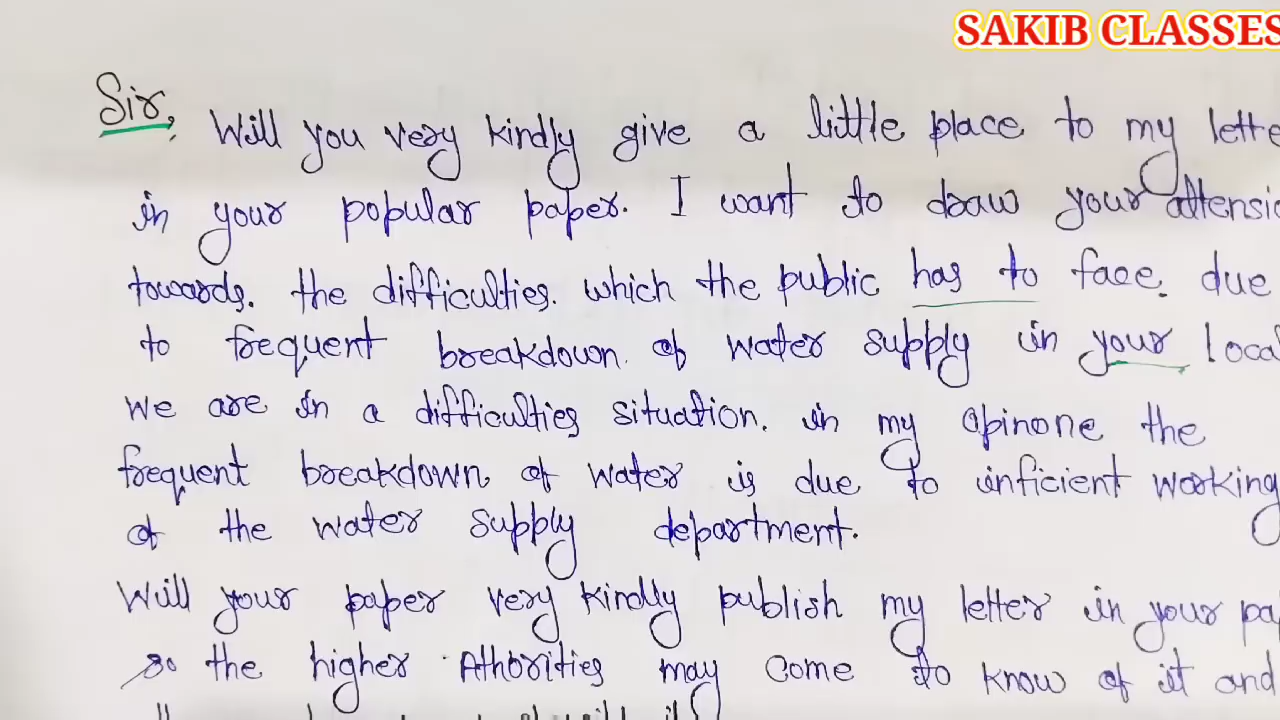 SAKIB CLASSES
Sir,
Will you very kindly give a little place to my lette
in your popular paper. I want to draw your attensio
towards. the difficulties. which the public has to face. due
to frequent breakdown. of water supply in your local
We are in a difficulties situation. in my opinone the
frequent breakdown of water is due to inficient working
of the water supply department.
Will your paper very kindly publish my letter in your pa
so the higher Athorities may come to know of it and